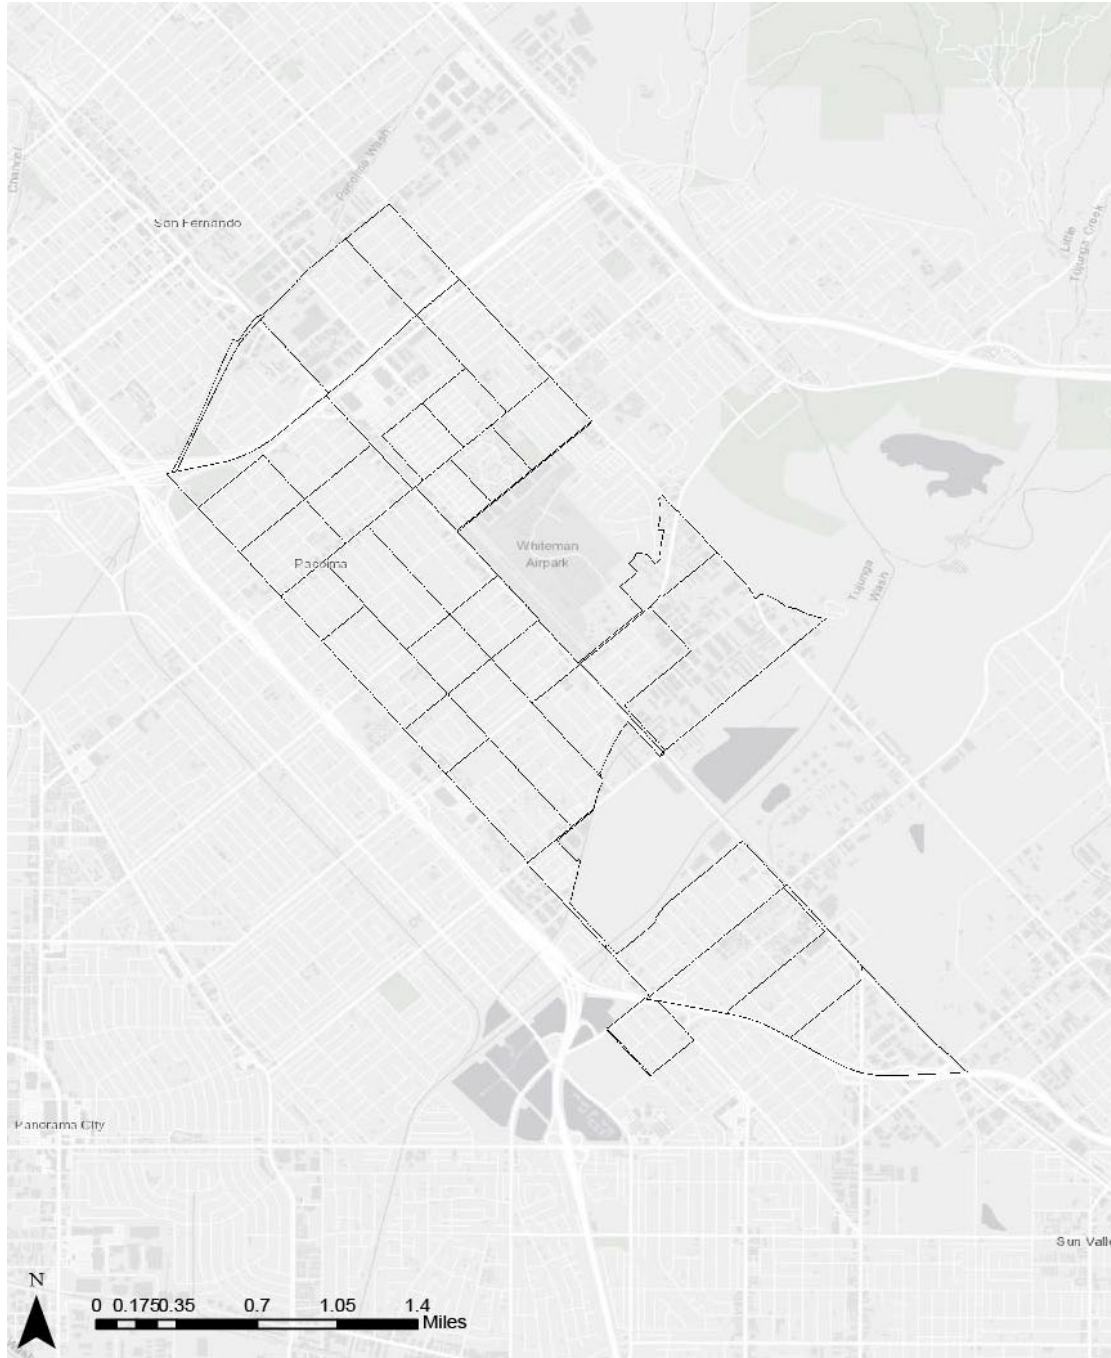 Pacoima Wash
Channel
San Fernando
Little
Tujunga Creek
Whiteman
Airpark
Pacoima
Tujunga
Wash
Panorama City
Sun Vall
N
0 0.175 0.35 0.7 1.05 1.4
Miles